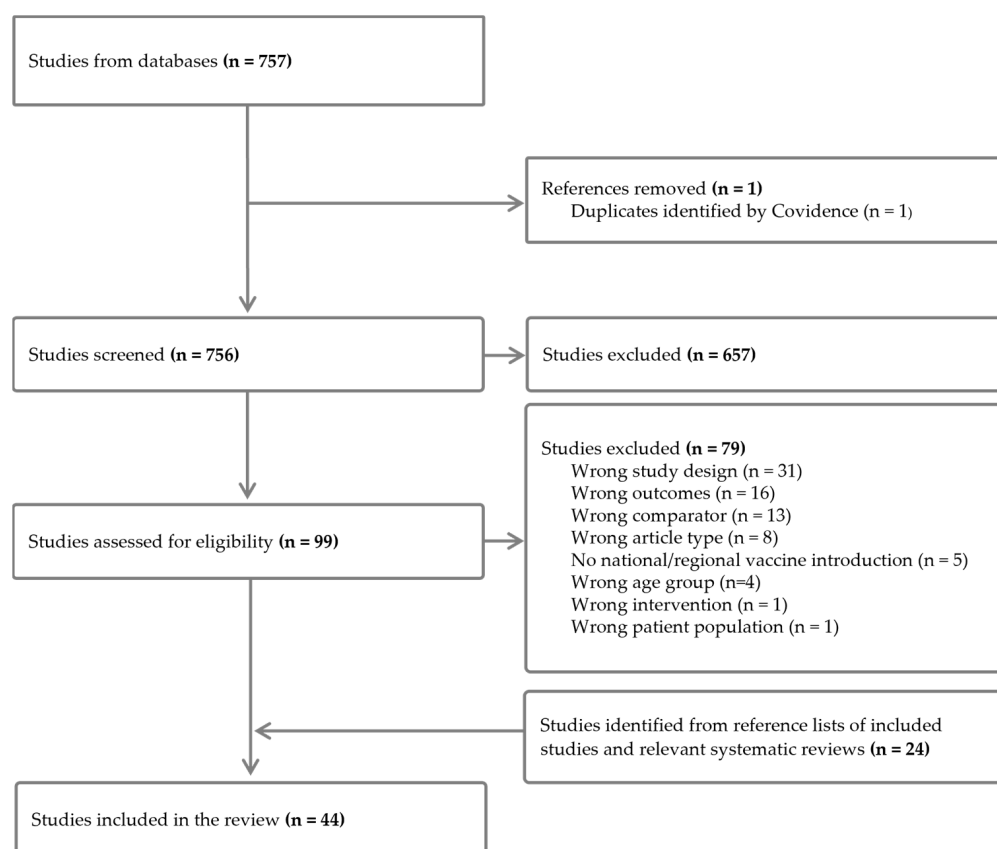 Studies from databases (n = 757)
References removed (n = 1)
Duplicates identified by Covidence (n = 1)
Studies screened (n = 756)
Studies excluded (n = 657)
Studies excluded (n = 79)
Wrong study design (n = 31)
Wrong outcomes (n = 16)
Wrong comparator (n = 13)
Wrong article type (n = 8)
No national/regional vaccine introduction (n = 5)
Wrong age group (n=4)
Wrong intervention (n = 1)
Wrong patient population (n = 1)
Studies assessed for eligibility (n = 99)
Studies identified from reference lists of included
studies and relevant systematic reviews (n = 24)
Studies included in the review (n = 44)